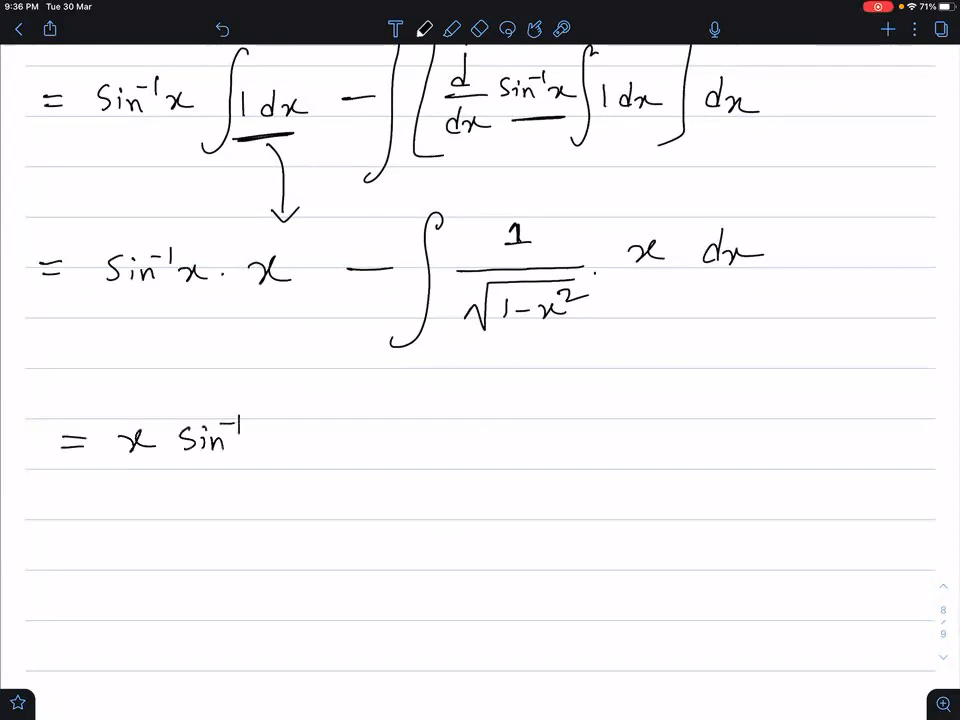 9:36 PM Tue 30 Mar 71%
T
= sin⁻¹x ∫ 1 dx − ∫ [ d/dx sin⁻¹x ∫ 1 dx ] dx
= sin⁻¹x · x − ∫ 1/√(1−x²) · x dx
= x sin⁻¹
8
9